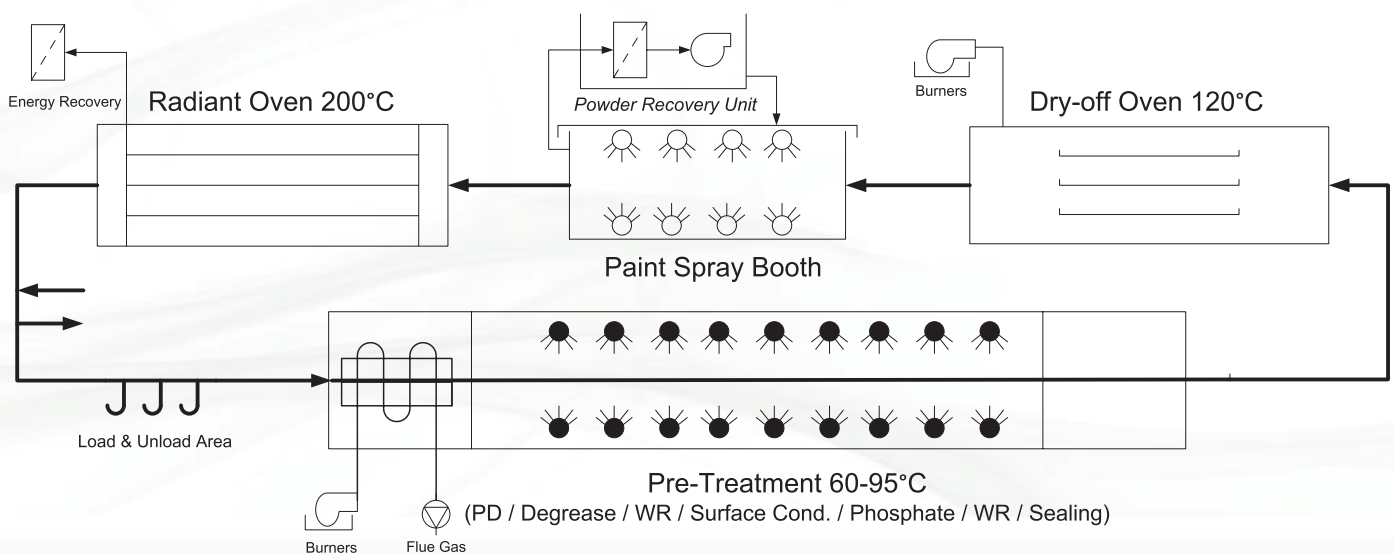 Energy Recovery
Radiant Oven 200°C
Powder Recovery Unit
Burners
Dry-off Oven 120°C
Paint Spray Booth
Load & Unload Area
Pre-Treatment 60-95°C
(PD / Degrease / WR / Surface Cond. / Phosphate / WR / Sealing)
Burners
Flue Gas